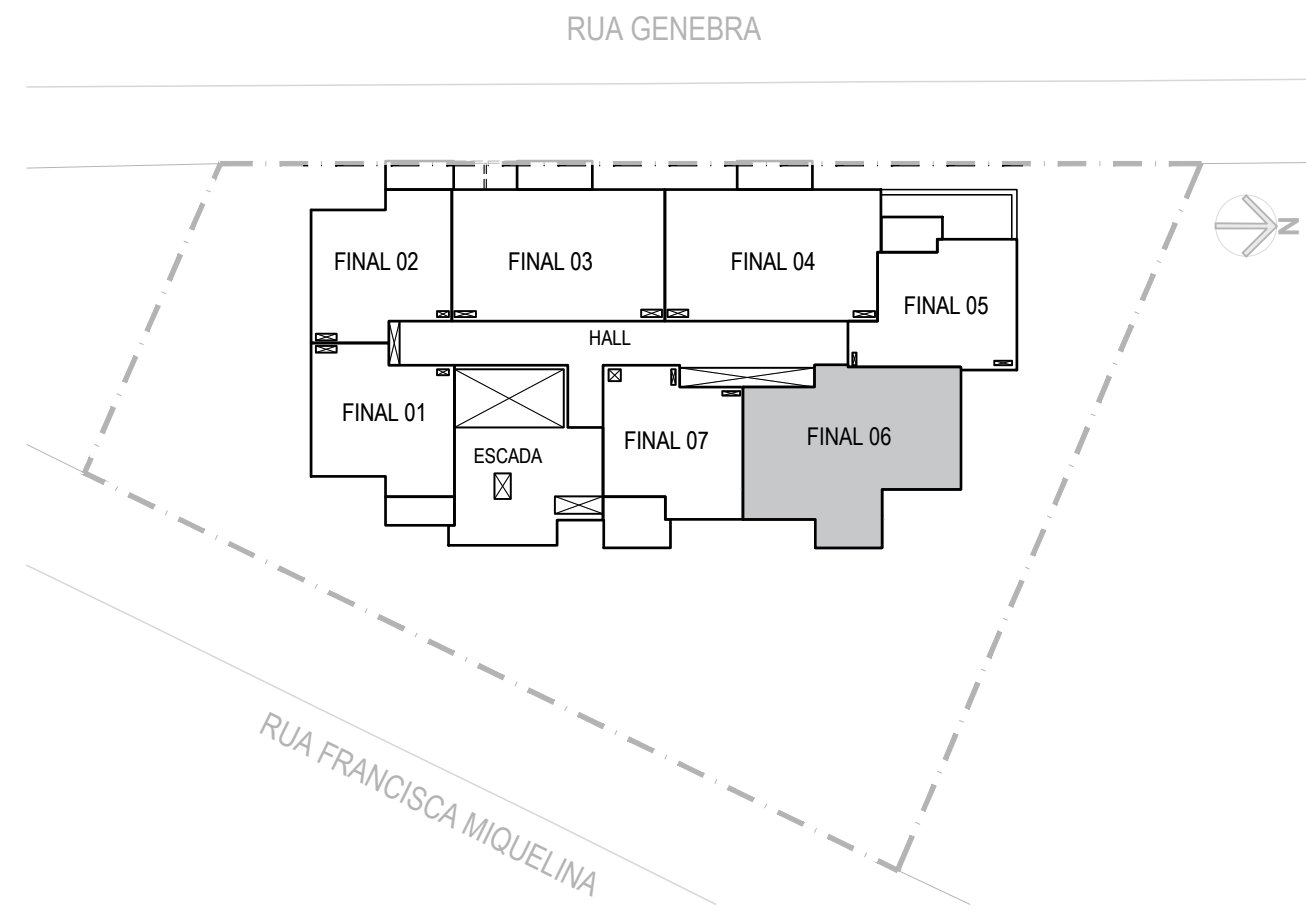 RUA GENEBRA
N
FINAL 02
FINAL 03
FINAL 04
FINAL 05
HALL
FINAL 01
ESCADA
FINAL 07
FINAL 06
RUA FRANCISCA MIQUELINA